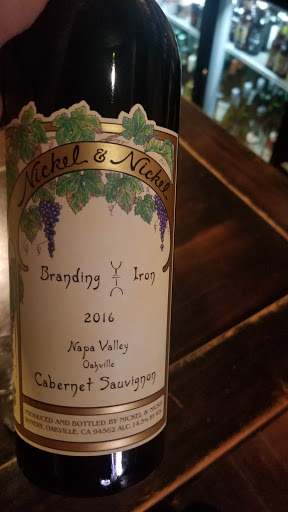 Nickel & Nickel
Branding Iron
2016
Napa Valley
Oakville
Cabernet Sauvignon
PRODUCED AND BOTTLED BY NICKEL & NICKEL
WINERY, OAKVILLE, CA 94562 ALC. 14.5% BY VOL.